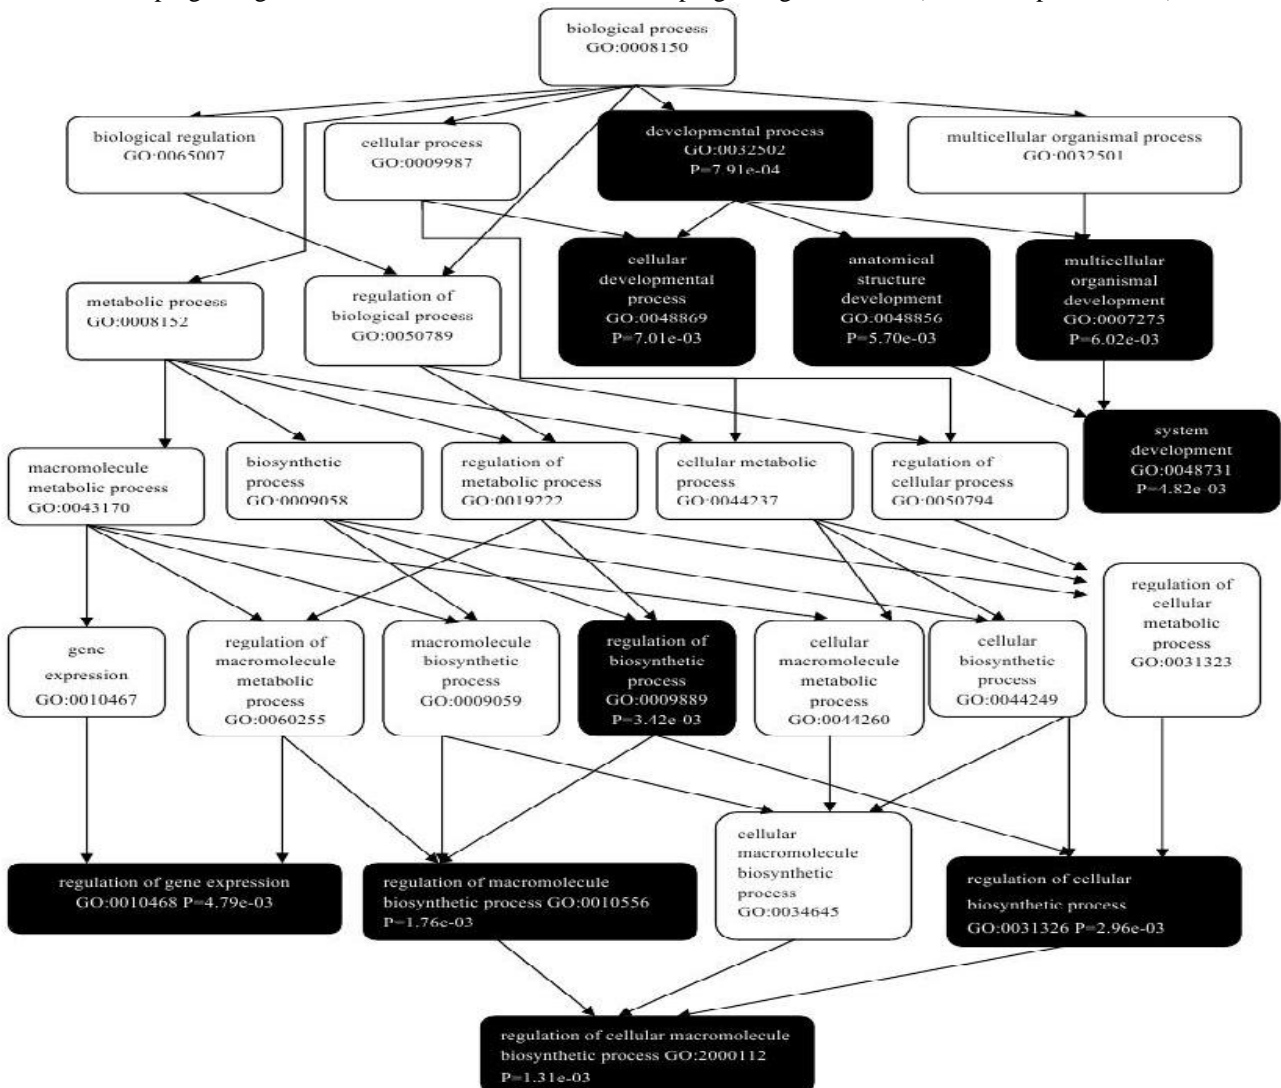 biological process
GO:0008150
biological regulation
GO:0065007
cellular process
GO:0009987
developmental process
GO:0032502
P=7.91e-04
multicellular organismal process
GO:0032501
metabolic process
GO:0008152
regulation of
biological process
GO:0050789
cellular
developmental
process
GO:0048869
P=7.01e-03
anatomical
structure
development
GO:0048856
P=5.70e-03
multicellular
organismal
development
GO:0007275
P=6.02e-03
system
development
GO:0048731
P=4.82e-03
macromolecule
metabolic process
GO:0043170
biosynthetic
process
GO:0009058
regulation of
metabolic process
GO:0019222
cellular metabolic
process
GO:0044237
regulation of
cellular process
GO:0050794
gene
expression
GO:0010467
regulation of
macromolecule
metabolic
process
GO:0060255
macromolecule
biosynthetic
process
GO:0009059
regulation of
biosynthetic
process
GO:0009889
P=3.42e-03
cellular
macromolecule
metabolic
process
GO:0044260
cellular
biosynthetic
process
GO:0044249
regulation of
cellular
metabolic
process
GO:0031323
regulation of gene expression
GO:0010468 P=4.79e-03
regulation of macromolecule
biosynthetic process GO:0010556
P=1.76e-03
cellular
macromolecule
biosynthetic
process
GO:0034645
regulation of cellular
biosynthetic process
GO:0031326 P=2.96e-03
regulation of cellular macromolecule
biosynthetic process GO:2000112
P=1.31e-03